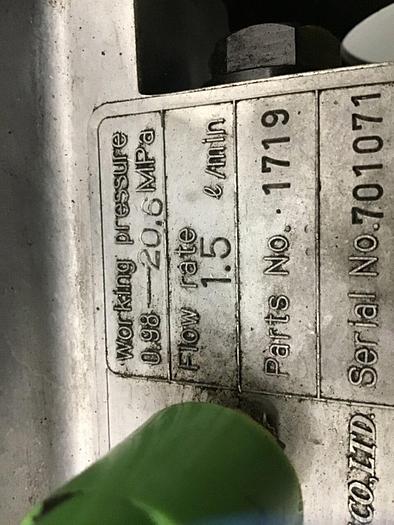 Working pressure
0.98—20.6 MPa
Flow rate
1.5 ℓ/min
Parts No. 1719
Serial No. 701071
CO., LTD.